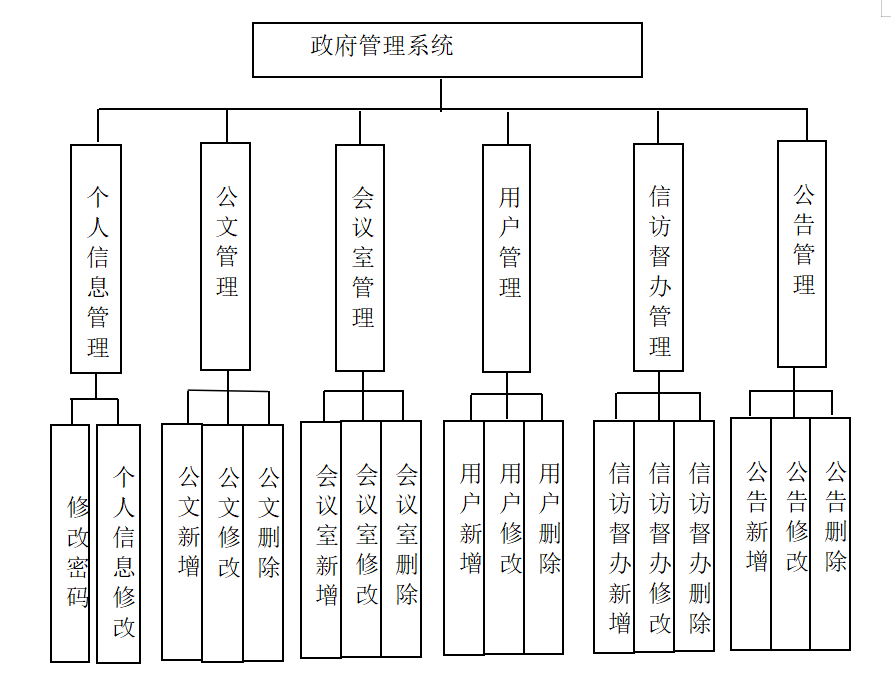 政府管理系统
个人信息管理
公文管理
会议室管理
用户管理
信访督办管理
公告管理
修改密码
个人信息修改
公文新增
公文修改
公文删除
会议室新增
会议室修改
会议室删除
用户新增
用户修改
用户删除
信访督办新增
信访督办修改
信访督办删除
公告新增
公告修改
公告删除